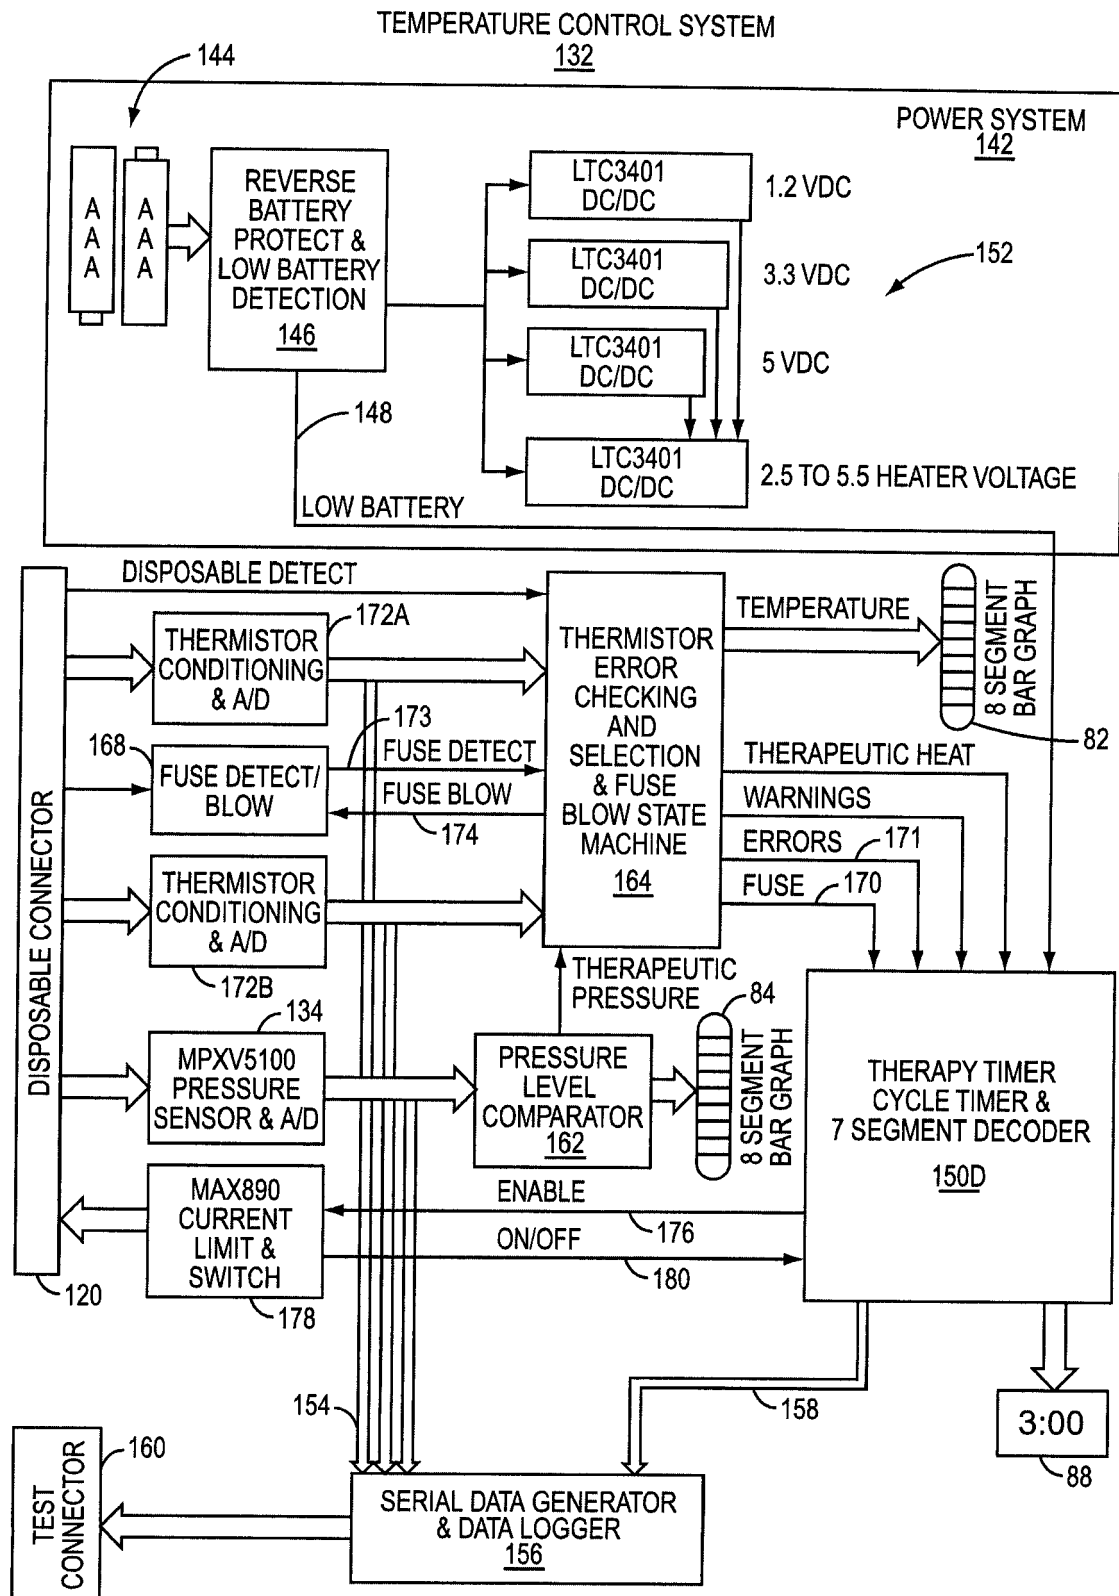 TEMPERATURE CONTROL SYSTEM
132
144
POWER SYSTEM
142
A
A
A
A
A
A
REVERSE
BATTERY
PROTECT &
LOW BATTERY
DETECTION
146
LTC3401
DC/DC
1.2 VDC
LTC3401
DC/DC
3.3 VDC
152
LTC3401
DC/DC
5 VDC
LTC3401
DC/DC
2.5 TO 5.5 HEATER VOLTAGE
148
LOW BATTERY
DISPOSABLE DETECT
DISPOSABLE CONNECTOR
120
THERMISTOR
CONDITIONING
& A/D
172A
168
FUSE DETECT/
BLOW
173
FUSE DETECT
FUSE BLOW
174
THERMISTOR
CONDITIONING
& A/D
172B
THERMISTOR
ERROR
CHECKING
AND
SELECTION
& FUSE
BLOW STATE
MACHINE
164
TEMPERATURE
8 SEGMENT
BAR GRAPH
82
THERAPEUTIC HEAT
WARNINGS
ERRORS
171
FUSE
170
THERAPEUTIC
PRESSURE
134
MPXV5100
PRESSURE
SENSOR & A/D
PRESSURE
LEVEL
COMPARATOR
162
84
8 SEGMENT
BAR GRAPH
THERAPY TIMER
CYCLE TIMER &
7 SEGMENT DECODER
150D
MAX890
CURRENT
LIMIT &
SWITCH
178
ENABLE
176
ON/OFF
180
154
158
3:00
88
TEST
CONNECTOR
160
SERIAL DATA GENERATOR
& DATA LOGGER
156